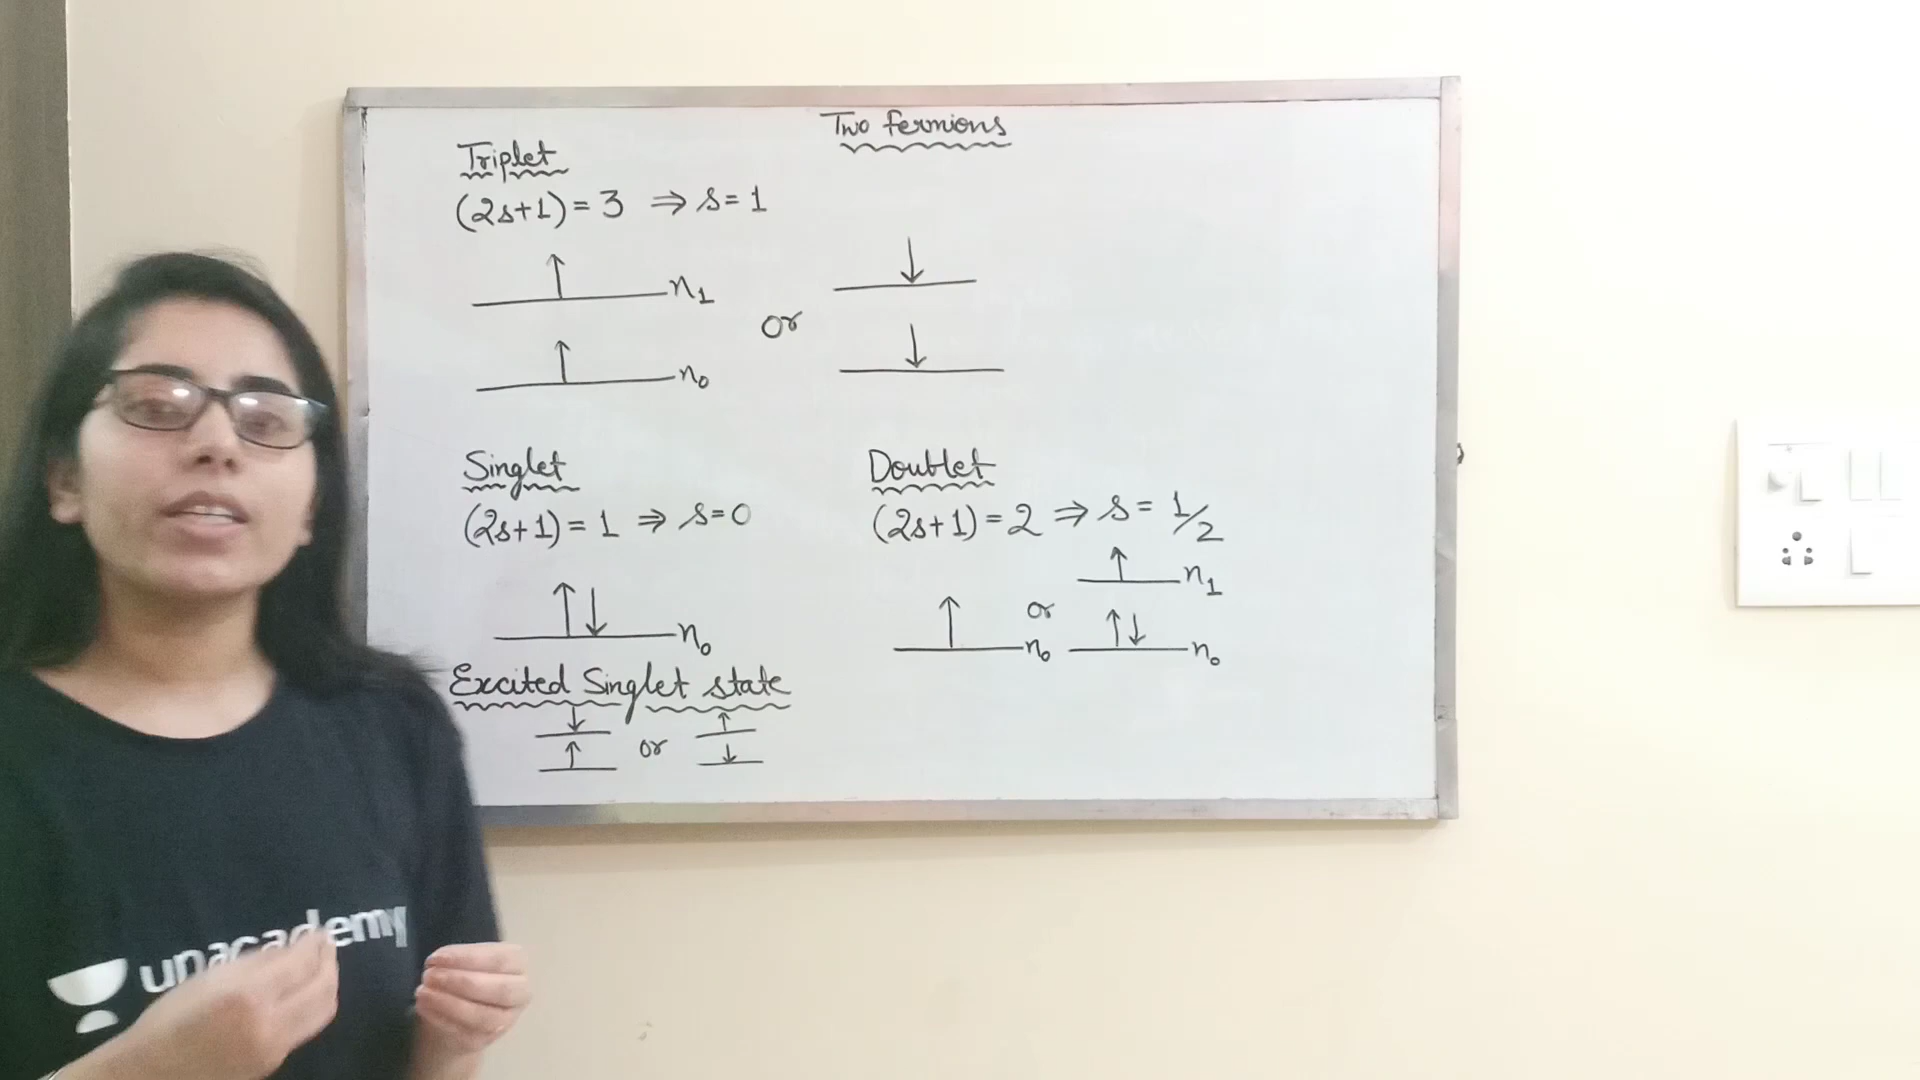 Two fermions
Triplet
(2s+1) = 3 ⇒ s = 1
n₁
or
n₀
Singlet
(2s+1) = 1 ⇒ s=0
n₀
Doublet
(2s+1) = 2 ⇒ s = 1/2
n₁
or
n₀
n₀
Excited Singlet state
or
unacademy